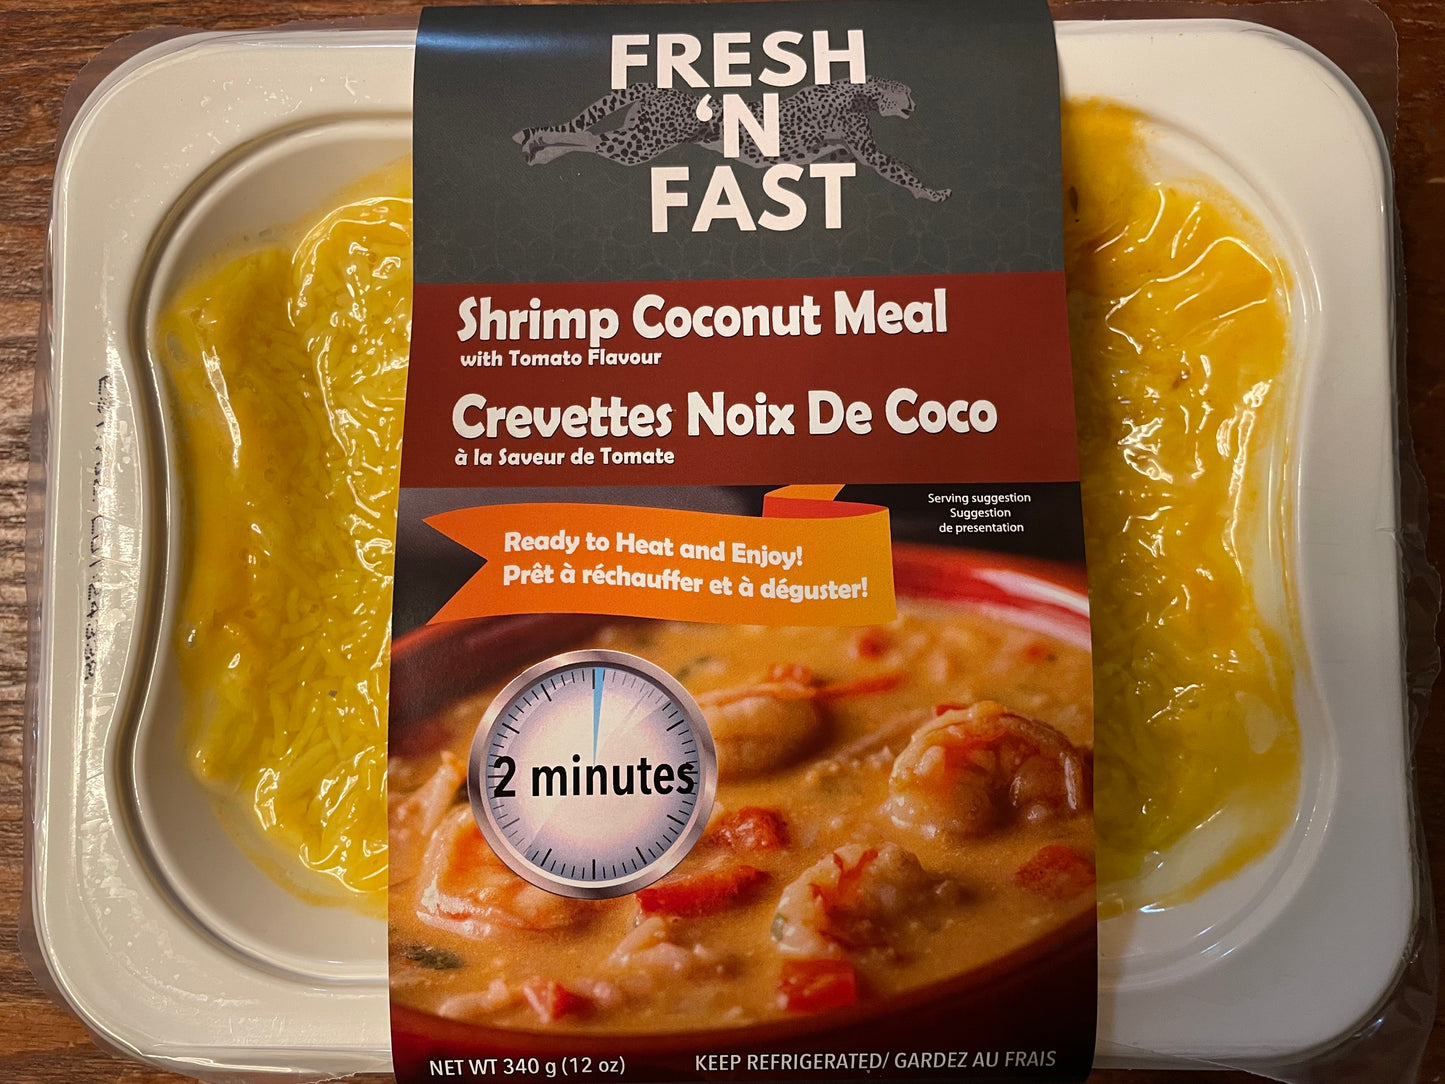 FRESH
'N
FAST
Shrimp Coconut Meal
with Tomato Flavour
Crevettes Noix De Coco
à la Saveur de Tomate
Serving suggestion
Suggestion
de presentation
Ready to Heat and Enjoy!
Prêt à réchauffer et à déguster!
2 minutes
NET WT 340 g (12 oz)
KEEP REFRIGERATED/ GARDEZ AU FRAIS